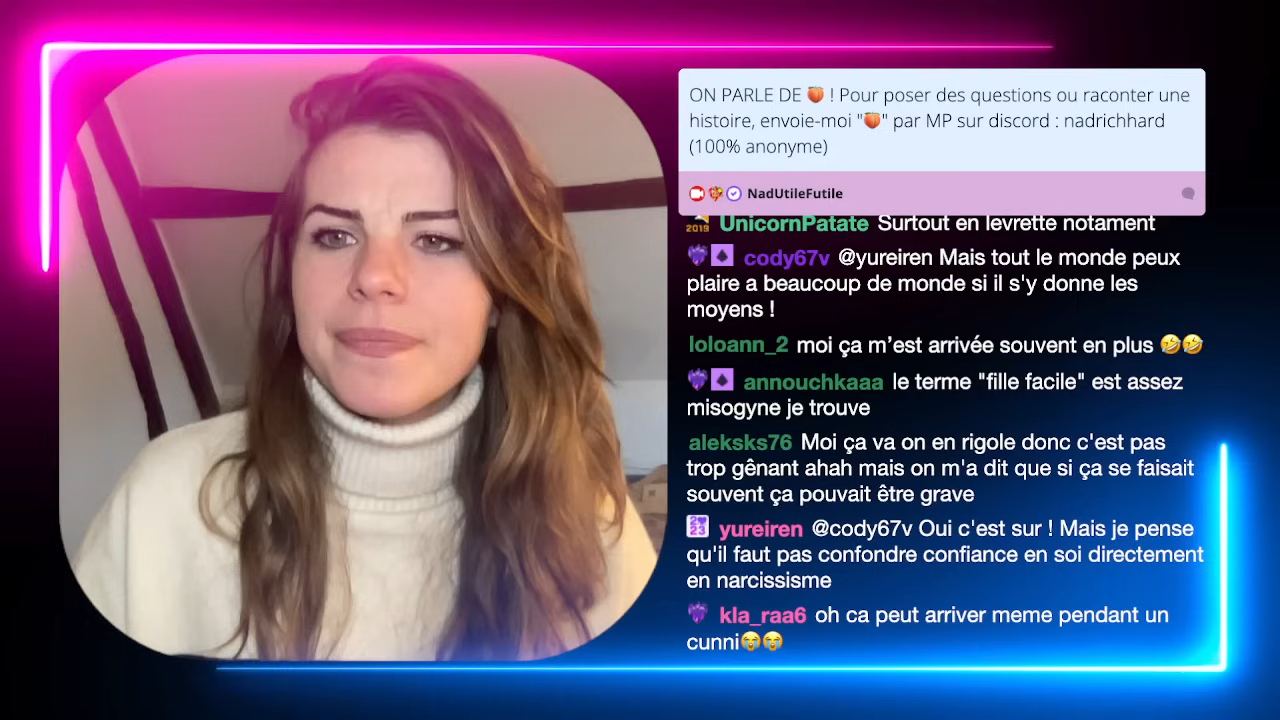 ON PARLE DE 🍑 ! Pour poser des questions ou raconter une
histoire, envoie-moi "🍑" par MP sur discord : nadrichhard
(100% anonyme)
NadUtileFutile
2019 UnicornPatate Surtout en levrette notament
cody67v @yureiren Mais tout le monde peux
plaire a beaucoup de monde si il s'y donne les
moyens !
loloann_2 moi ça m’est arrivée souvent en plus 🤣🤣
annouchkaaa le terme "fille facile" est assez
misogyne je trouve
aleksks76 Moi ça va on en rigole donc c'est pas
trop gênant ahah mais on m'a dit que si ça se faisait
souvent ça pouvait être grave
yureiren @cody67v Oui c'est sur ! Mais je pense
qu'il faut pas confondre confiance en soi directement
en narcissisme
kla_raa6 oh ca peut arriver meme pendant un
cunni😭😭